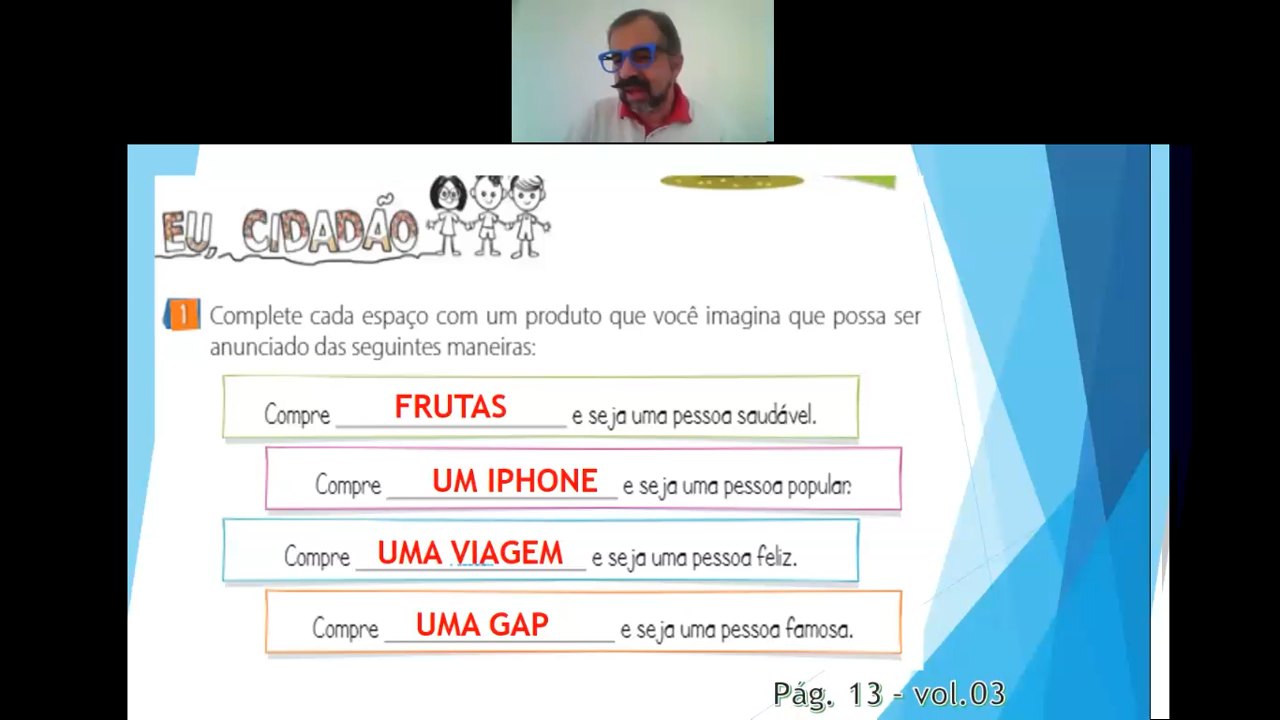 EU, CIDADÃO
1 Complete cada espaço com um produto que você imagina que possa ser
anunciado das seguintes maneiras:
Compre FRUTAS e seja uma pessoa saudável.
Compre UM IPHONE e seja uma pessoa popular.
Compre UMA VIAGEM e seja uma pessoa feliz.
Compre UMA GAP e seja uma pessoa famosa.
Pág. 13 - vol.03